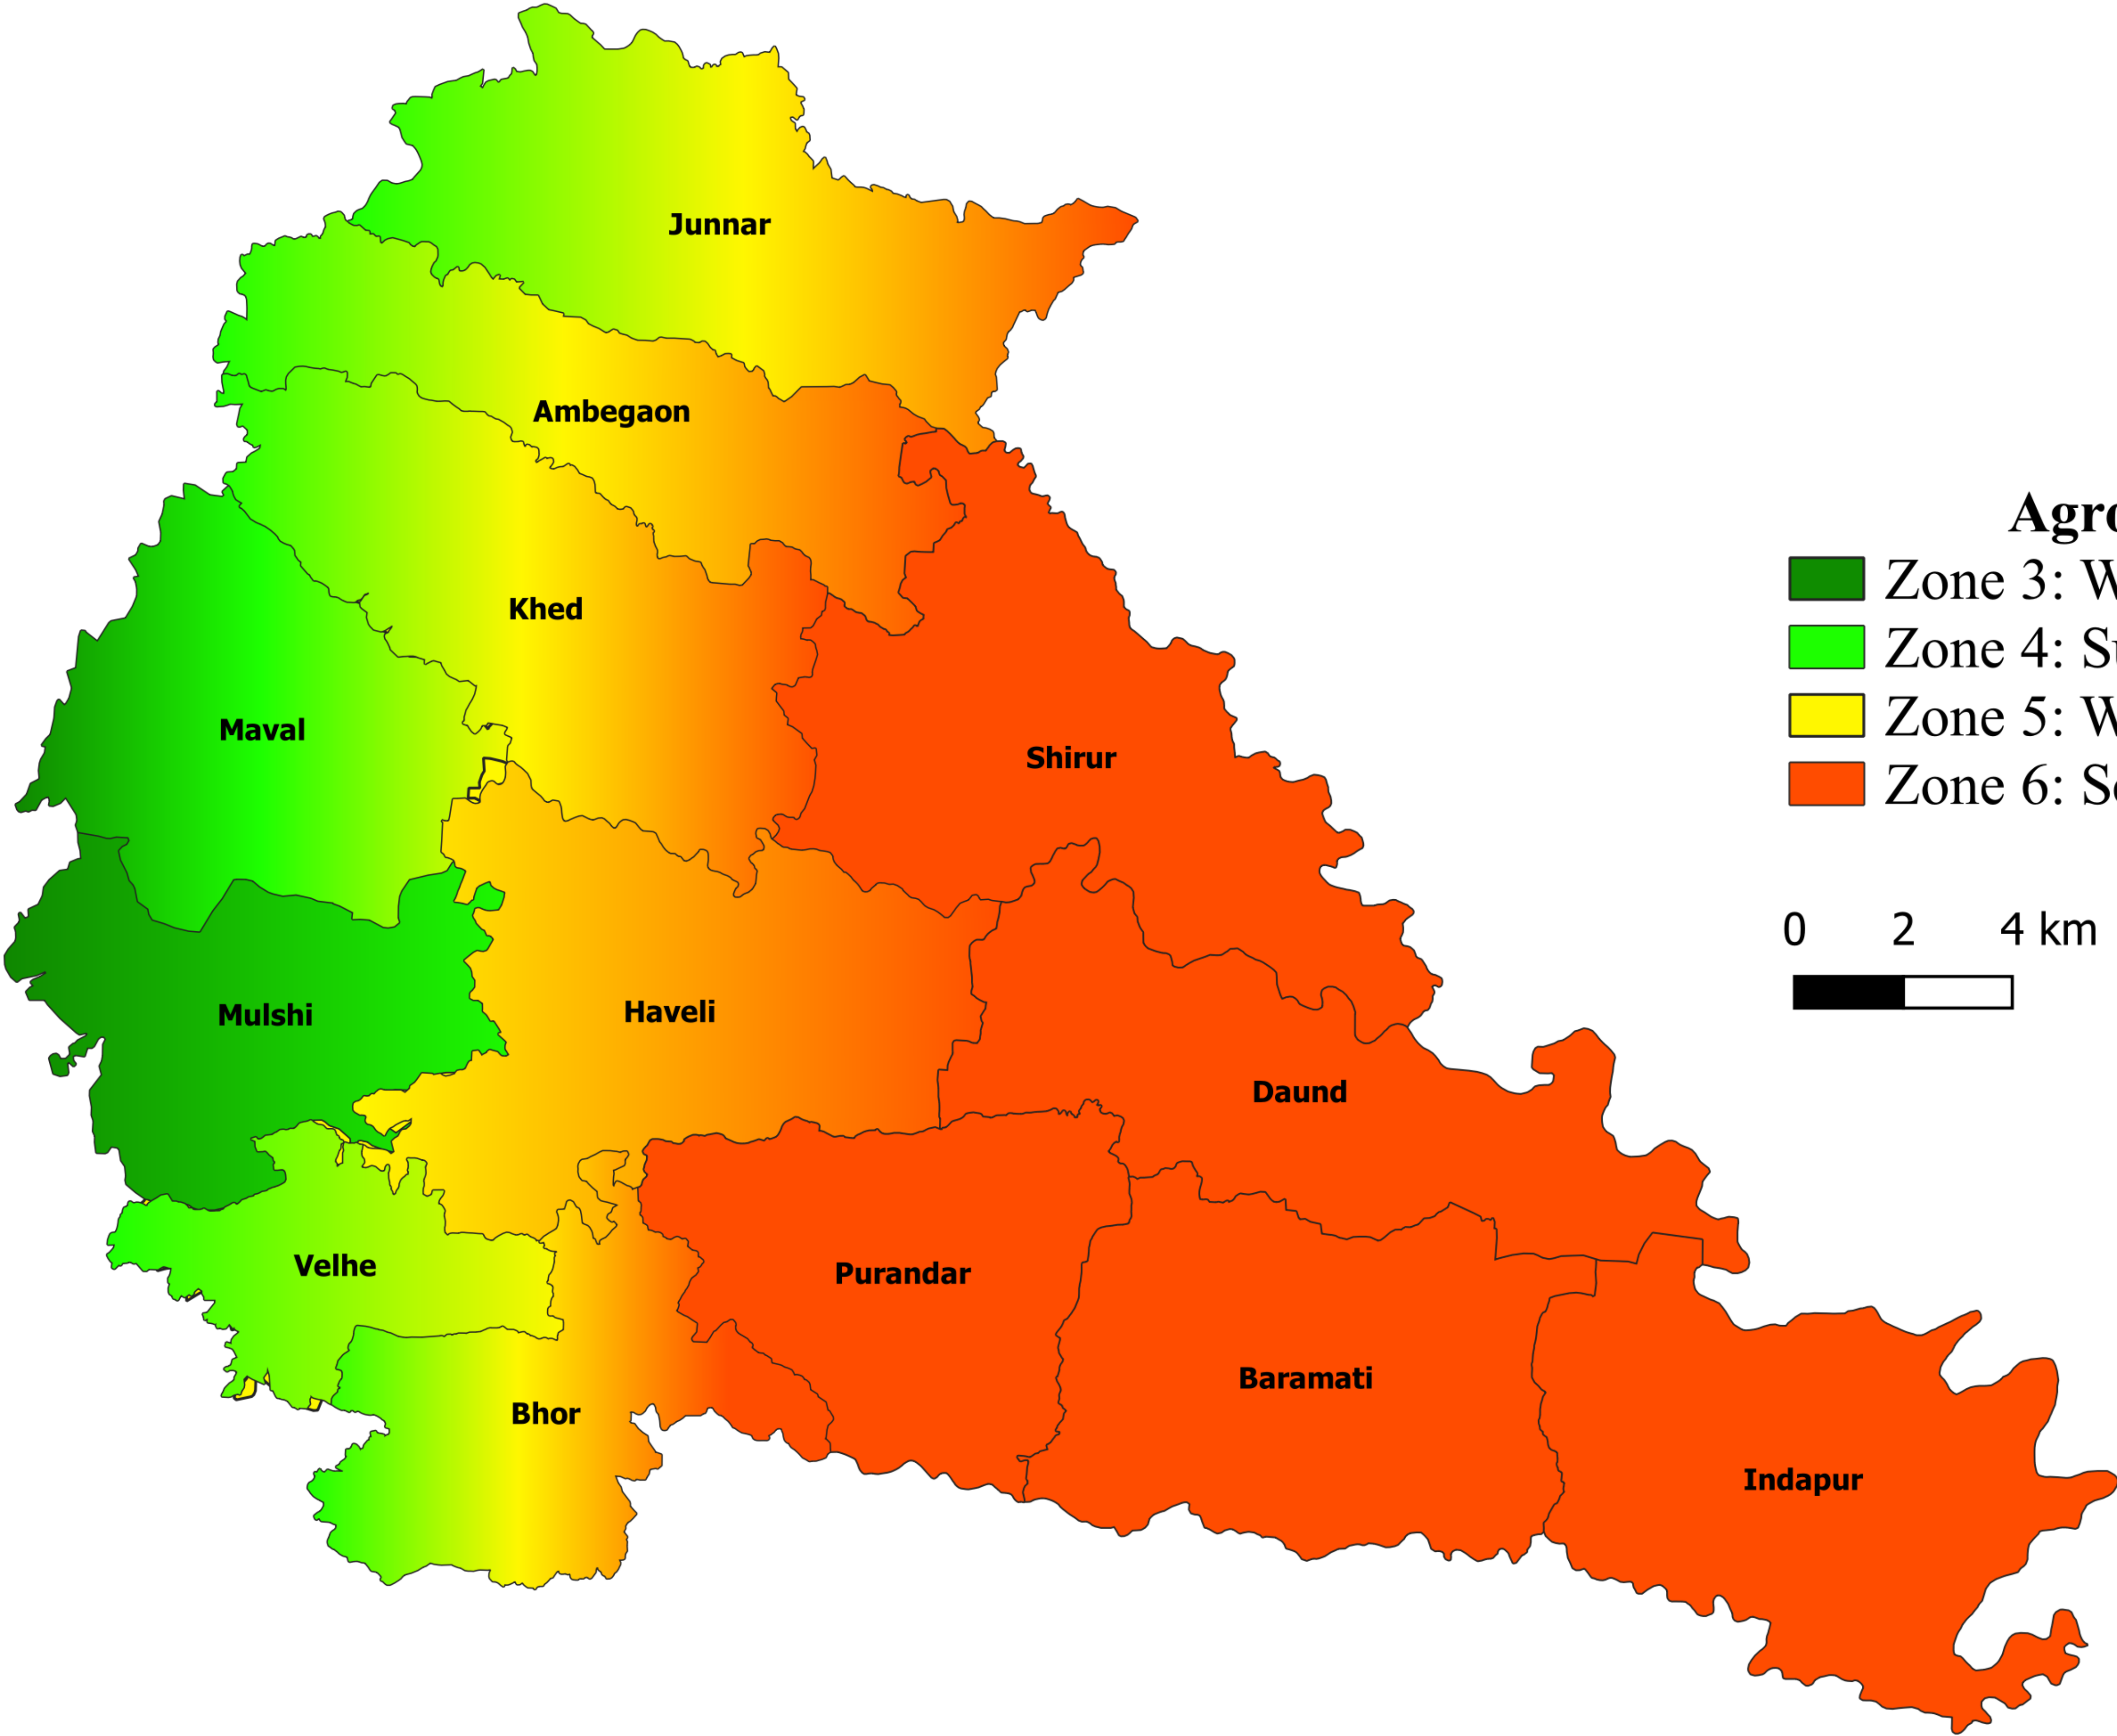 Junnar
Ambegaon
Khed
Maval
Shirur
Mulshi
Haveli
Daund
Velhe
Purandar
Baramati
Bhor
Indapur
Zone 3: W
Zone 4:
Zone 5: W
Zone 6:
0 2 4 km